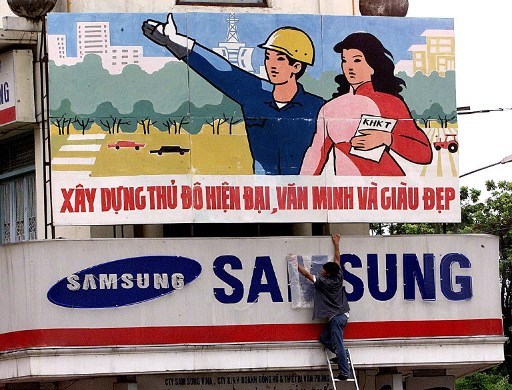 KHKT
XÂY DỰNG THỦ ĐÔ HIỆN ĐẠI, VĂN MINH VÀ GIÀU ĐẸP
SAMSUNG
SAMSUNG